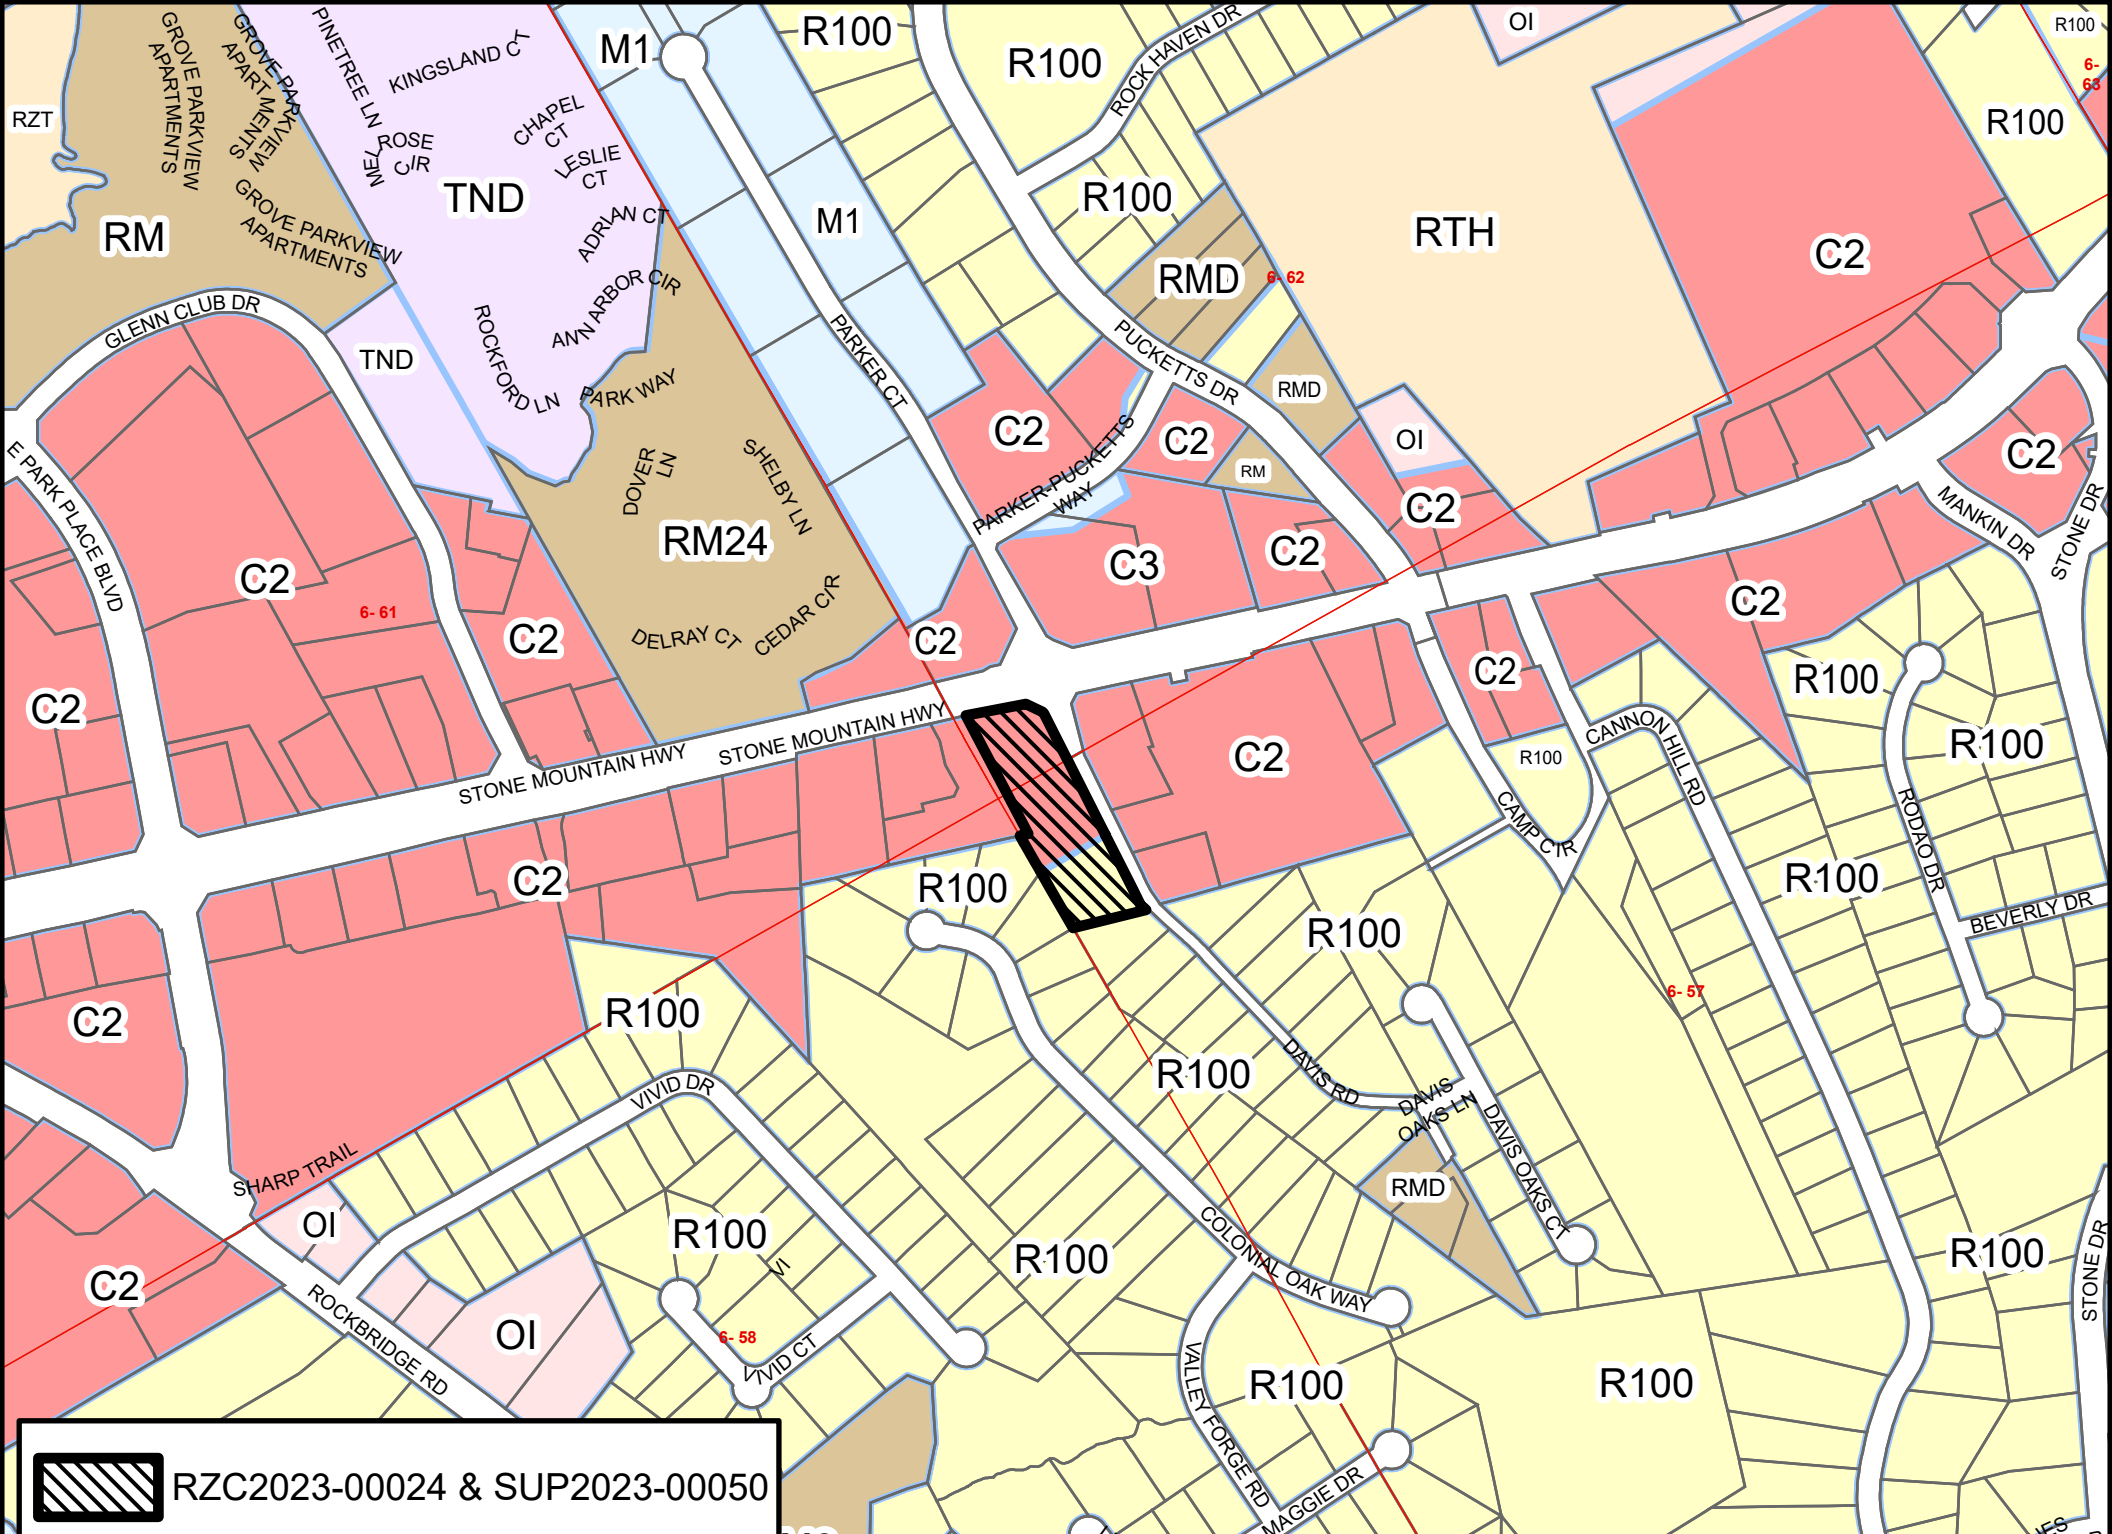 GROVE PARKVIEW
APARTMENTS
GROVE PARKVIEW
APARTMENTS
PINETREE LN
KINGSLAND CT
M1
R100
R100
ROCK HAVEN DR
OI
R100
6-
63
RZT
ROSE
CIR
CHAPEL
CT
LESLIE
CT
R100
TND
M1
R100
RM
GROVE PARKVIEW
APARTMENTS
ADRIAN CT
RTH
C2
RMD
6- 62
GLENN CLUB DR
ANN ARBOR CIR
TND
ROCKFORD LN
PARK WAY
PARKER CT
PUCKETTS DR
RMD
C2
C2
OI
RM
C2
E PARK PLACE BLVD
DOVER
LN
SHELBY LN
PARKER-PUCKETTS
WAY
C2
MANKIN DR
STONE DR
RM24
C3
C2
C2
6- 61
C2
DELRAY CT
CEDAR CIR
C2
C2
C2
R100
C2
STONE MOUNTAIN HWY
STONE MOUNTAIN HWY
C2
R100
CANNON HILL RD
R100
CAMP CIR
RODAO DR
C2
R100
R100
R100
BEVERLY DR
C2
R100
6- 57
R100
DAVIS RD
DAVIS
OAKS LN
DAVIS OAKS CT
VIVID DR
SHARP TRAIL
RMD
OI
R100
VI
R100
COLONIAL OAK WAY
R100
STONE DR
C2
ROCKBRIDGE RD
OI
6- 58
VIVID CT
VALLEY FORGE RD
R100
R100
MAGGIE DR
RZC2023-00024 & SUP2023-00050